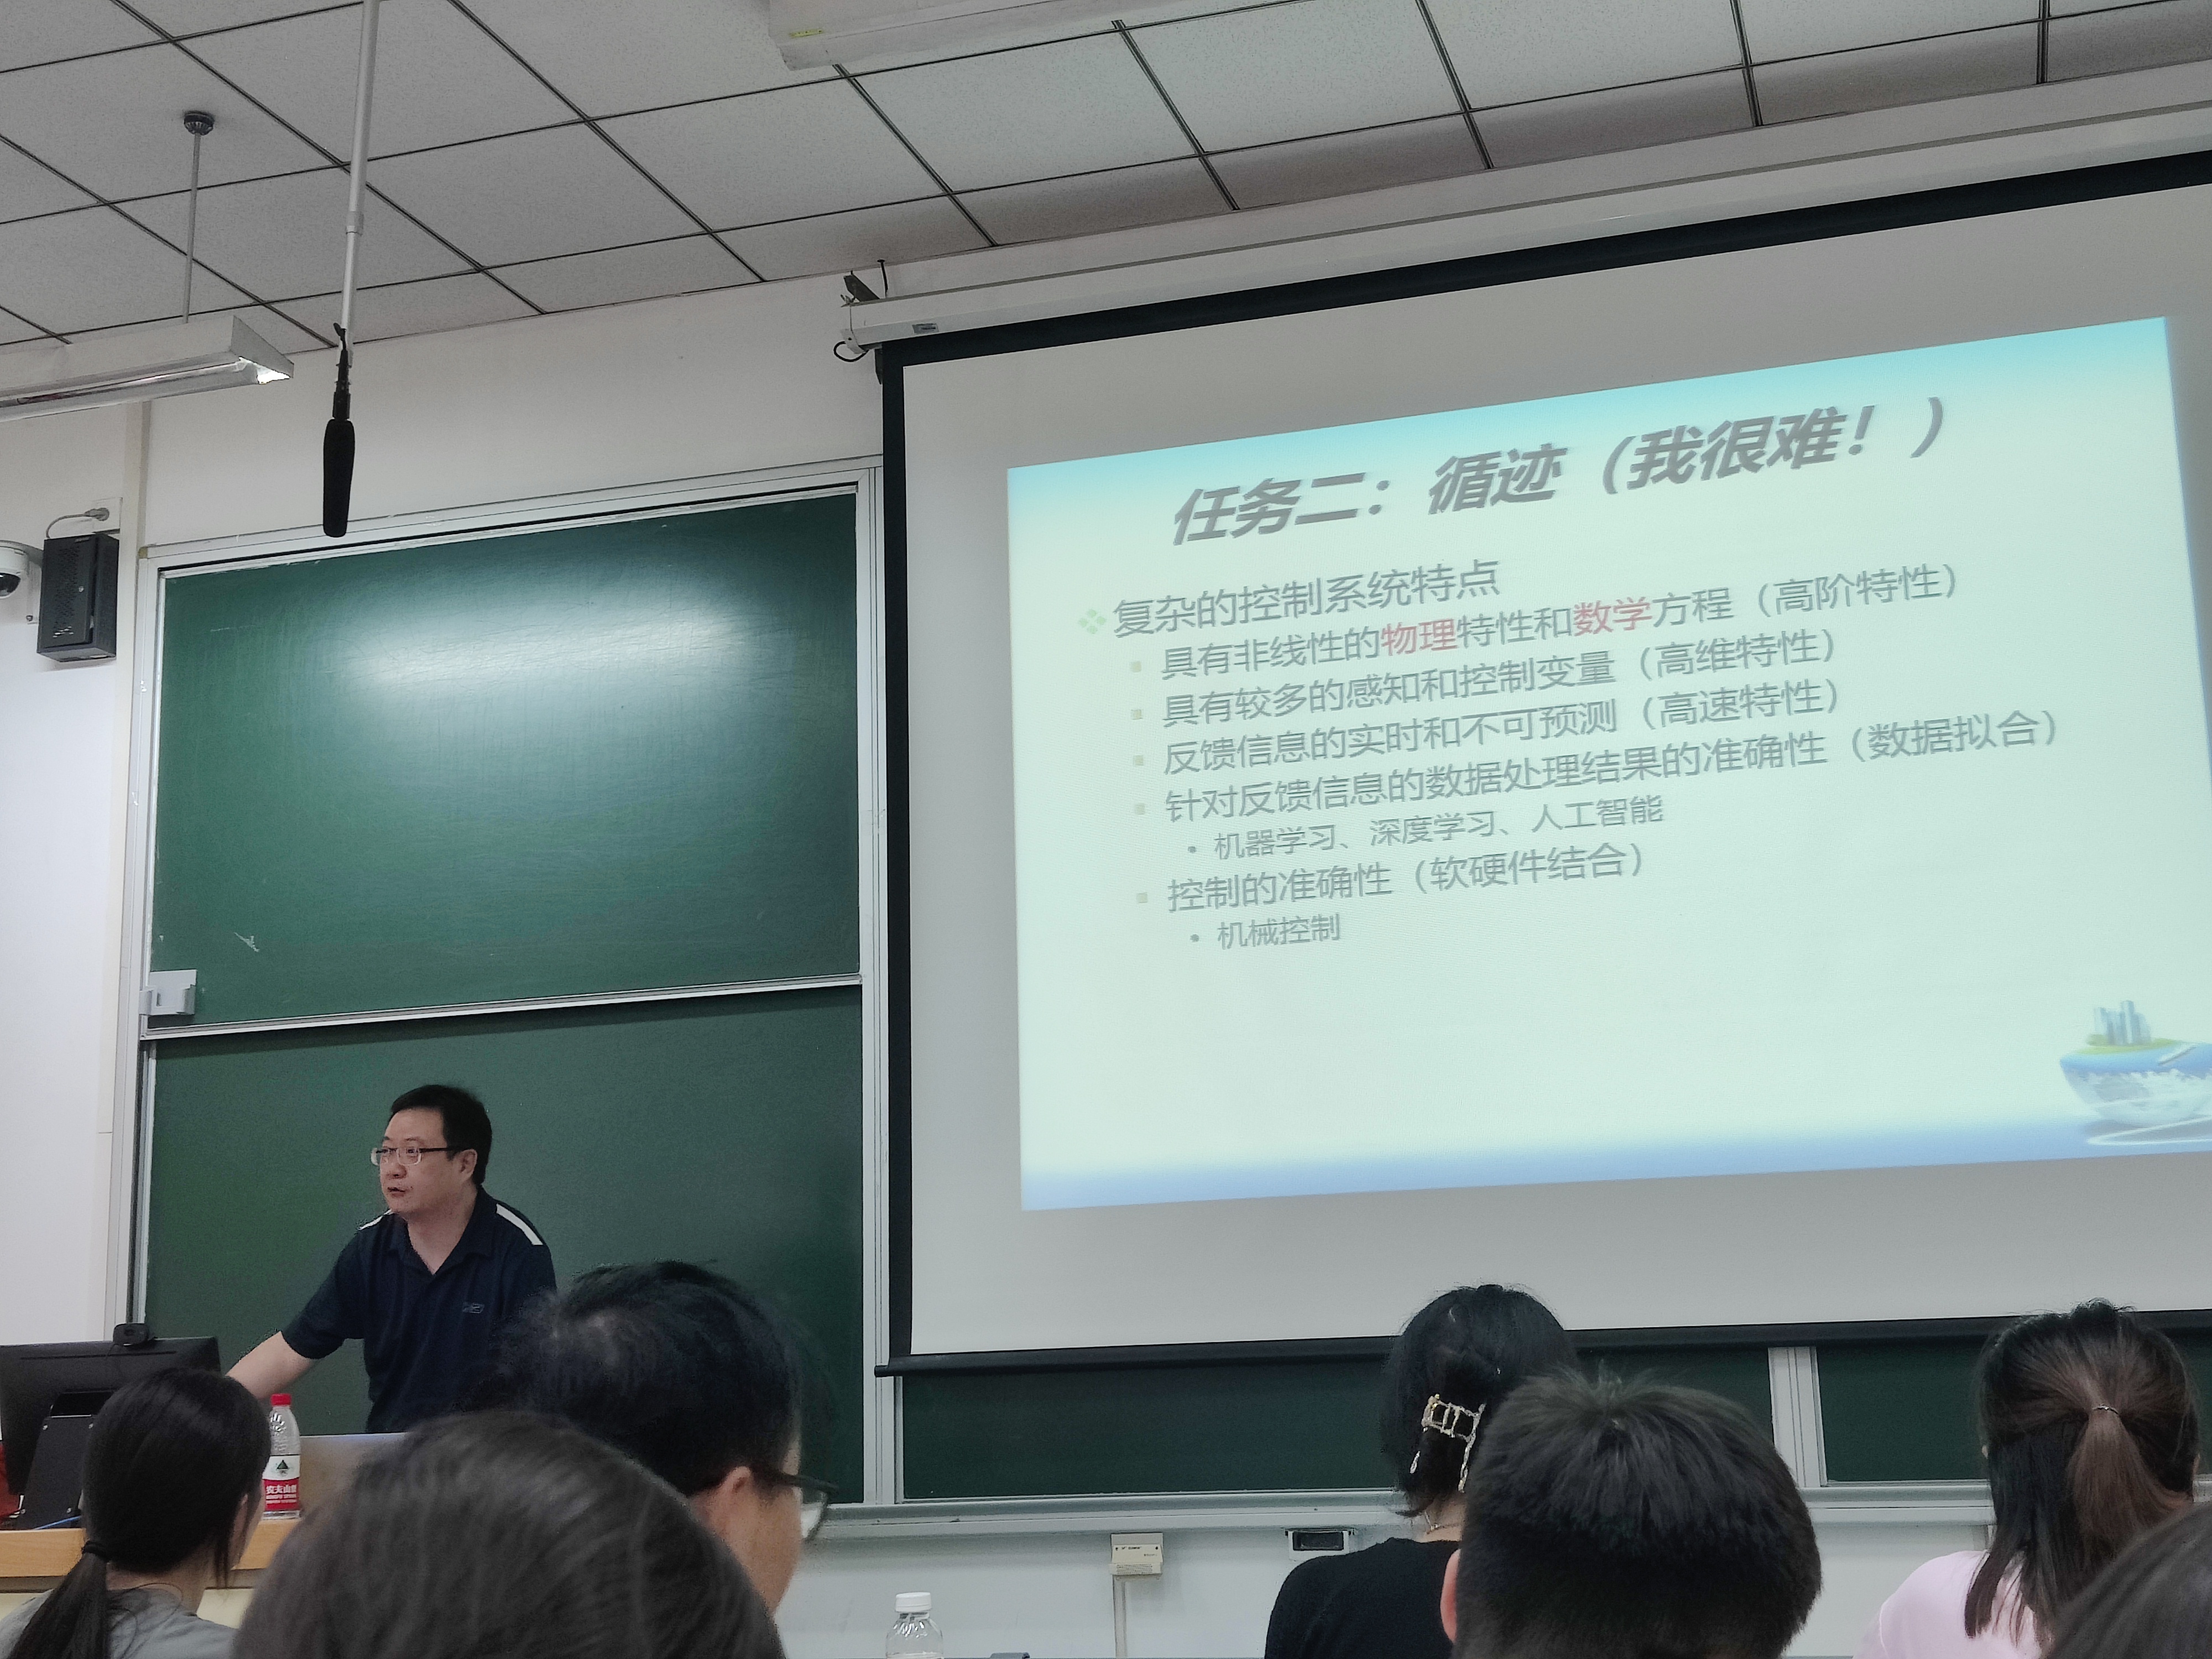 任务二：循迹（我很难！）
复杂的控制系统特点
具有非线性的物理特性和数学方程（高阶特性）
具有较多的感知和控制变量（高维特性）
反馈信息的实时和不可预测（高速特性）
针对反馈信息的数据处理结果的准确性（数据拟合）
• 机器学习、深度学习、人工智能
控制的准确性（软硬件结合）
• 机械控制
农夫山